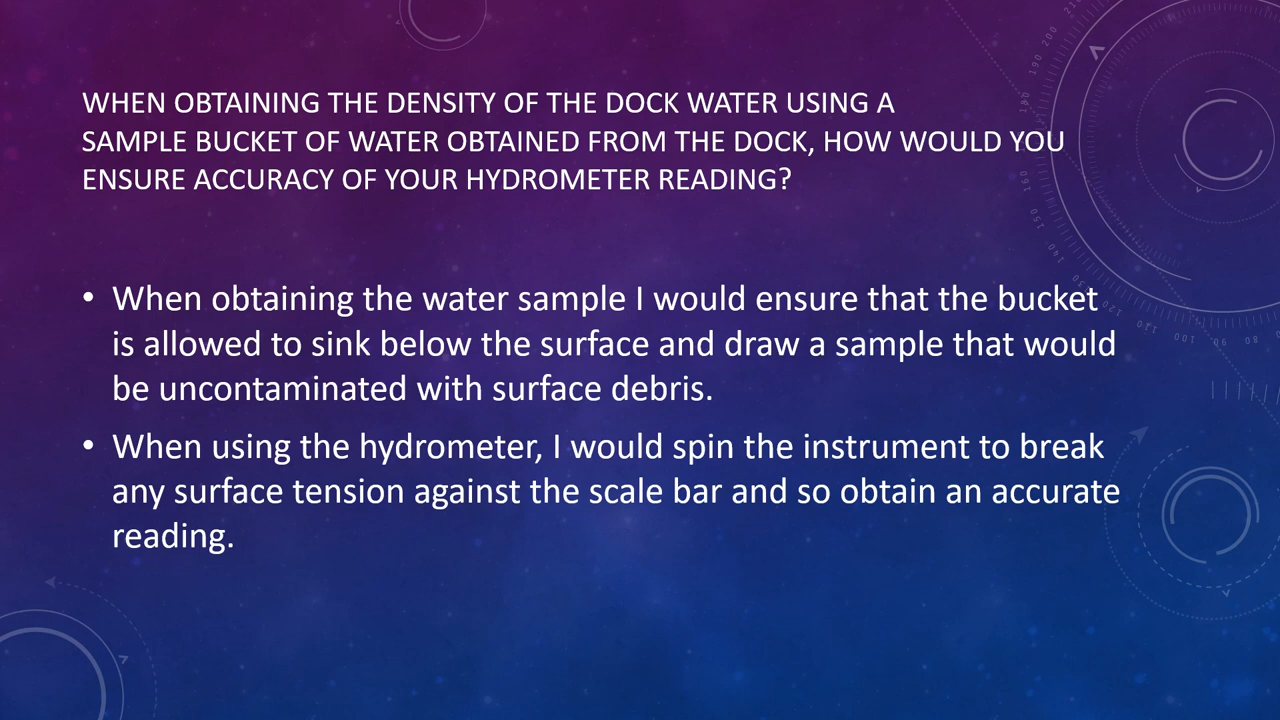 WHEN OBTAINING THE DENSITY OF THE DOCK WATER USING A
SAMPLE BUCKET OF WATER OBTAINED FROM THE DOCK, HOW WOULD YOU
ENSURE ACCURACY OF YOUR HYDROMETER READING?
• When obtaining the water sample I would ensure that the bucket
is allowed to sink below the surface and draw a sample that would
be uncontaminated with surface debris.
• When using the hydrometer, I would spin the instrument to break
any surface tension against the scale bar and so obtain an accurate
reading.